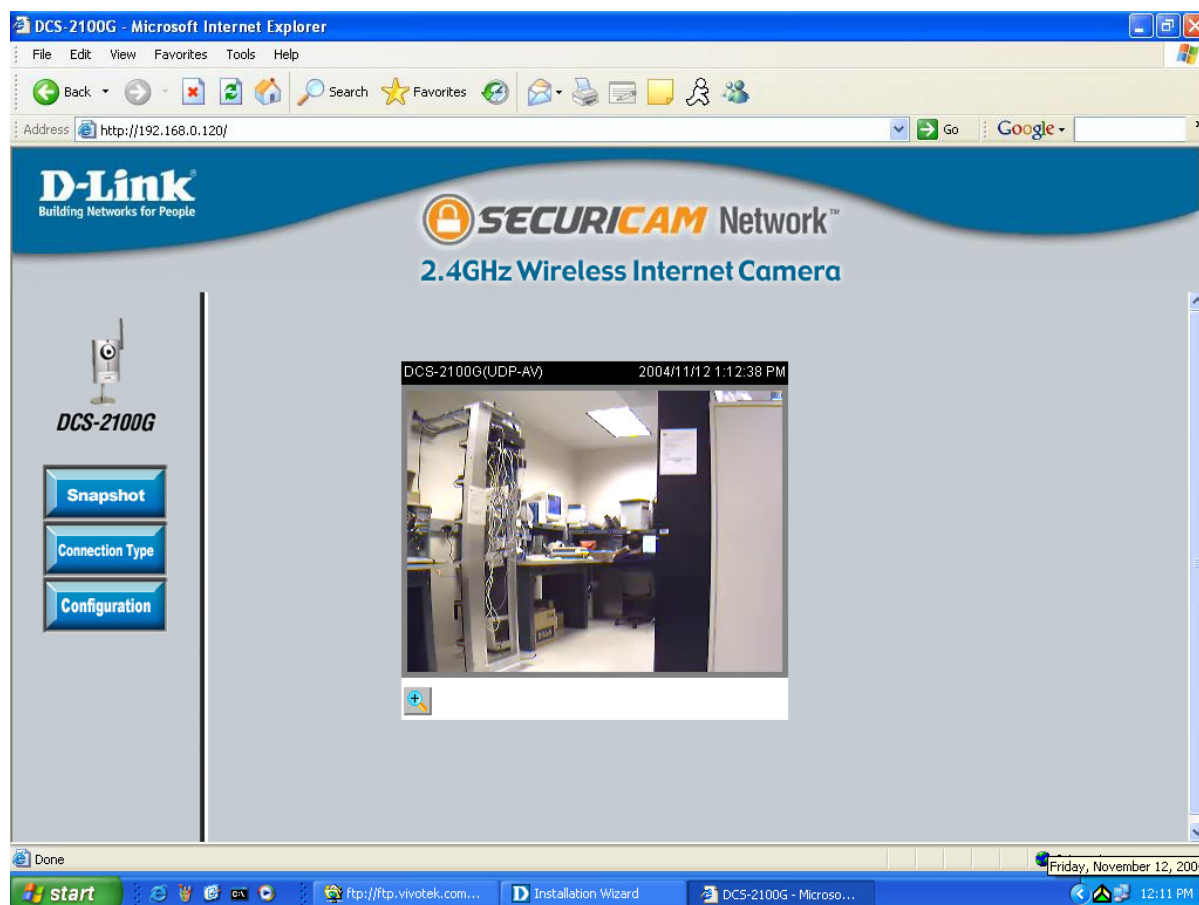 DCS-2100G - Microsoft Internet Explorer
File Edit View Favorites Tools Help
Back Search Favorites
Address http://192.168.0.120/ Go Google
D-Link®
Building Networks for People
SECURICAM Network™
2.4GHz Wireless Internet Camera
DCS-2100G
Snapshot
Connection Type
Configuration
DCS-2100G(UDP-AV) 2004/11/12 1:12:38 PM
Done
Friday, November 12, 200
start ftp://ftp.vivotek.com... Installation Wizard DCS-2100G - Microso... 12:11 PM